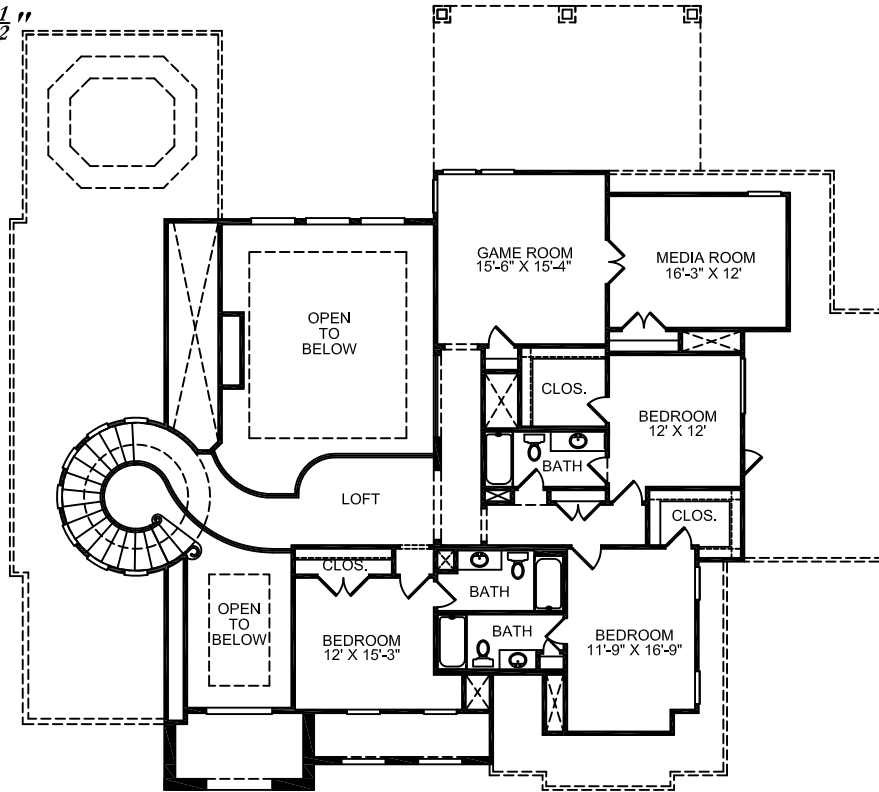 1/2"
GAME ROOM
15'-6" X 15'-4"
MEDIA ROOM
16'-3" X 12'
OPEN
TO
BELOW
CLOS.
BEDROOM
12' X 12'
BATH
LOFT
CLOS.
CLOS.
BATH
OPEN
TO
BELOW
BEDROOM
12' X 15'-3"
BATH
BEDROOM
11'-9" X 16'-9"